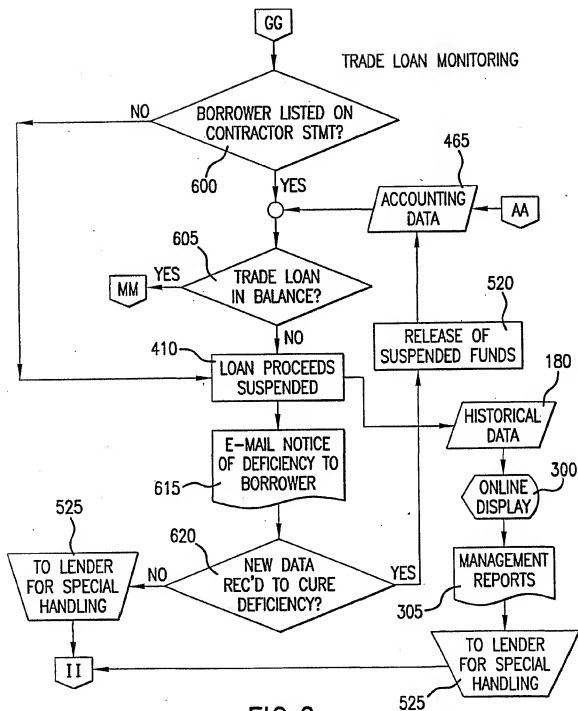 GG
TRADE LOAN MONITORING
NO
BORROWER LISTED ON
CONTRACTOR STMT?
600
YES
465
ACCOUNTING
DATA
AA
605
YES
MM
TRADE LOAN
IN BALANCE?
520
NO
RELEASE OF
SUSPENDED FUNDS
410
LOAN PROCEEDS
SUSPENDED
180
HISTORICAL
DATA
E-MAIL NOTICE
OF DEFICIENCY TO
BORROWER
615
300
ONLINE
DISPLAY
525
620
NEW DATA
REC'D TO CURE
DEFICIENCY?
YES
NO
TO LENDER
FOR SPECIAL
HANDLING
MANAGEMENT
REPORTS
305
II
TO LENDER
FOR SPECIAL
HANDLING
525